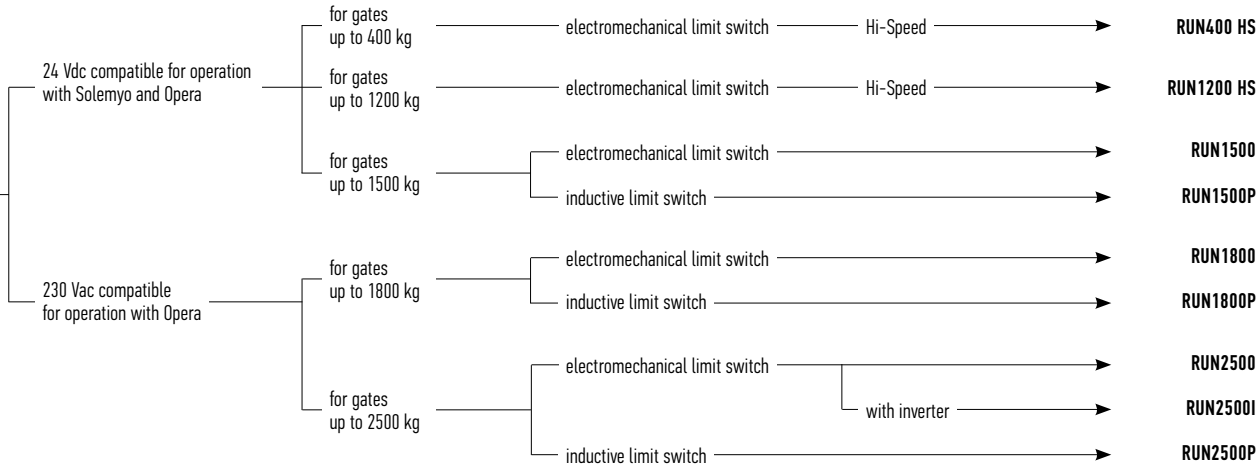 for gates
up to 400 kg
electromechanical limit switch
Hi-Speed
RUN400 HS
24 Vdc compatible for operation
with Solemyo and Opera
for gates
up to 1200 kg
electromechanical limit switch
Hi-Speed
RUN1200 HS
for gates
up to 1500 kg
electromechanical limit switch
RUN1500
inductive limit switch
RUN1500P
230 Vac compatible
for operation with Opera
for gates
up to 1800 kg
electromechanical limit switch
RUN1800
inductive limit switch
RUN1800P
for gates
up to 2500 kg
electromechanical limit switch
RUN2500
with inverter
RUN2500I
inductive limit switch
RUN2500P